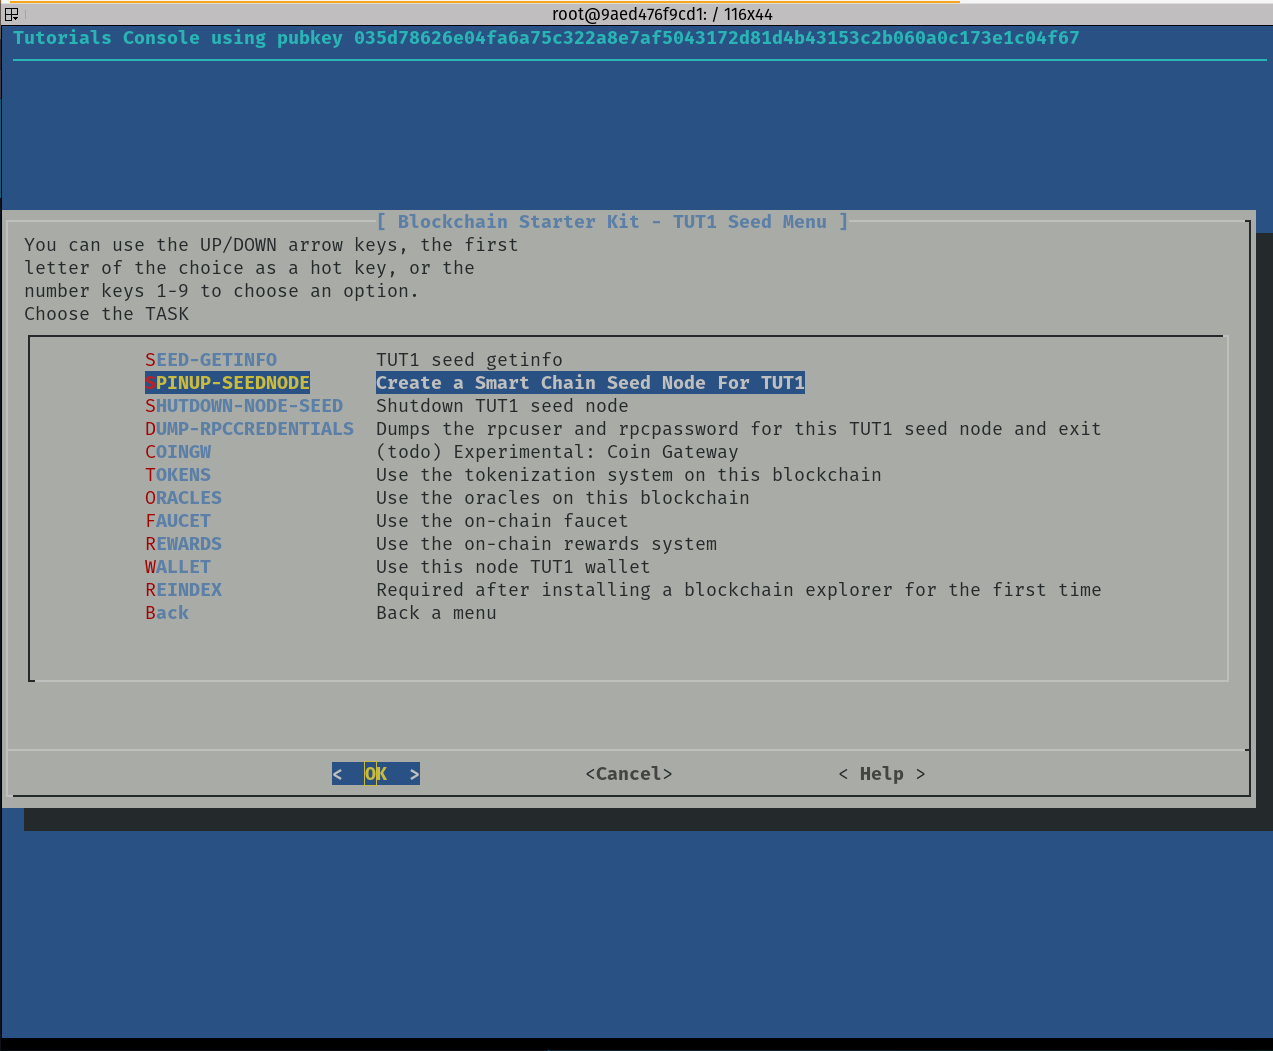 root@9aed476f9cd1: / 116x44
Tutorials Console using pubkey 035d78626e04fa6a75c322a8e7af5043172d81d4b43153c2b060a0c173e1c04f67
[ Blockchain Starter Kit - TUT1 Seed Menu ]
You can use the UP/DOWN arrow keys, the first
letter of the choice as a hot key, or the
number keys 1-9 to choose an option.
Choose the TASK
SEED-GETINFO TUT1 seed getinfo
SPINUP-SEEDNODE Create a Smart Chain Seed Node For TUT1
SHUTDOWN-NODE-SEED Shutdown TUT1 seed node
DUMP-RPCCREDENTIALS Dumps the rpcuser and rpcpassword for this TUT1 seed node and exit
COINGW (todo) Experimental: Coin Gateway
TOKENS Use the tokenization system on this blockchain
ORACLES Use the oracles on this blockchain
FAUCET Use the on-chain faucet
REWARDS Use the on-chain rewards system
WALLET Use this node TUT1 wallet
REINDEX Required after installing a blockchain explorer for the first time
Back Back a menu
< OK > <Cancel> < Help >